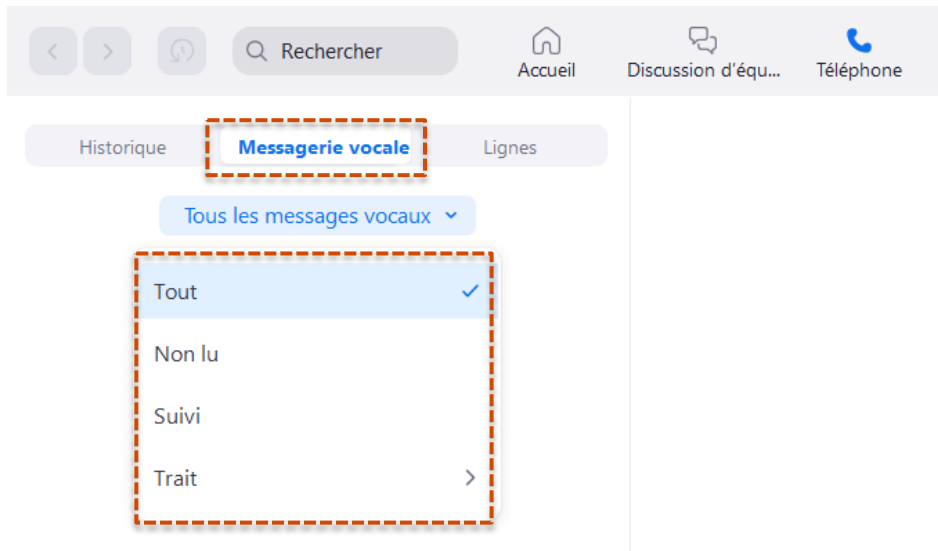 Rechercher
Accueil
Discussion d'équ...
Téléphone
Historique
Messagerie vocale
Lignes
Tous les messages vocaux
Tout
Non lu
Suivi
Trait